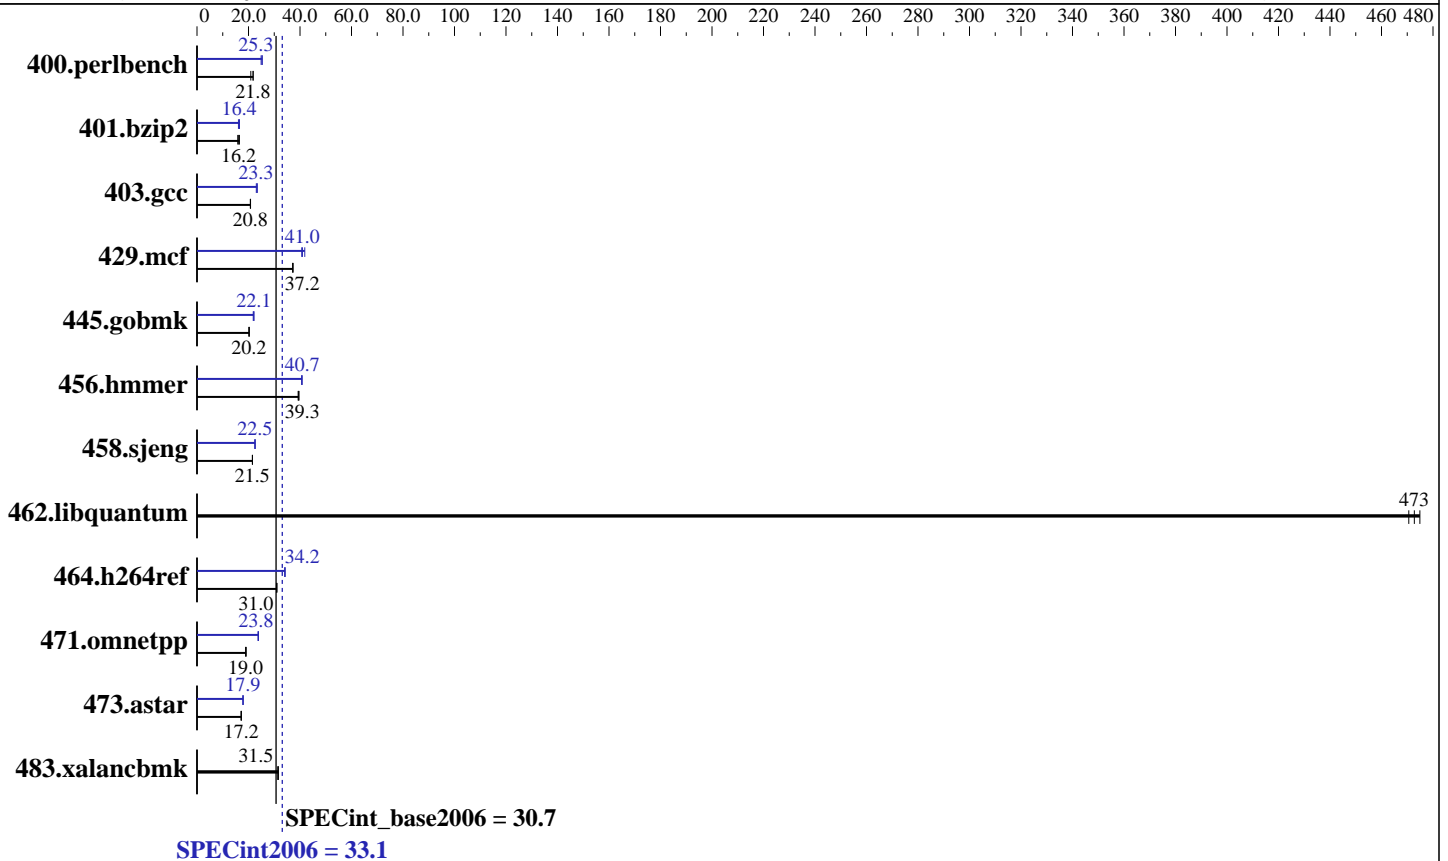 0 20.0 40.0 60.0 80.0 100 120 140 160 180 200 220 240 260 280 300 320 340 360 380 400 420 440 460 480
25.3
400.perlbench
21.8
16.4
401.bzip2
16.2
23.3
403.gcc
20.8
41.0
429.mcf
37.2
22.1
445.gobmk
20.2
40.7
456.hmmer
39.3
22.5
458.sjeng
21.5
473
462.libquantum
34.2
464.h264ref
31.0
23.8
471.omnetpp
19.0
17.9
473.astar
17.2
31.5
483.xalancbmk
SPECint_base2006 = 30.7
SPECint2006 = 33.1